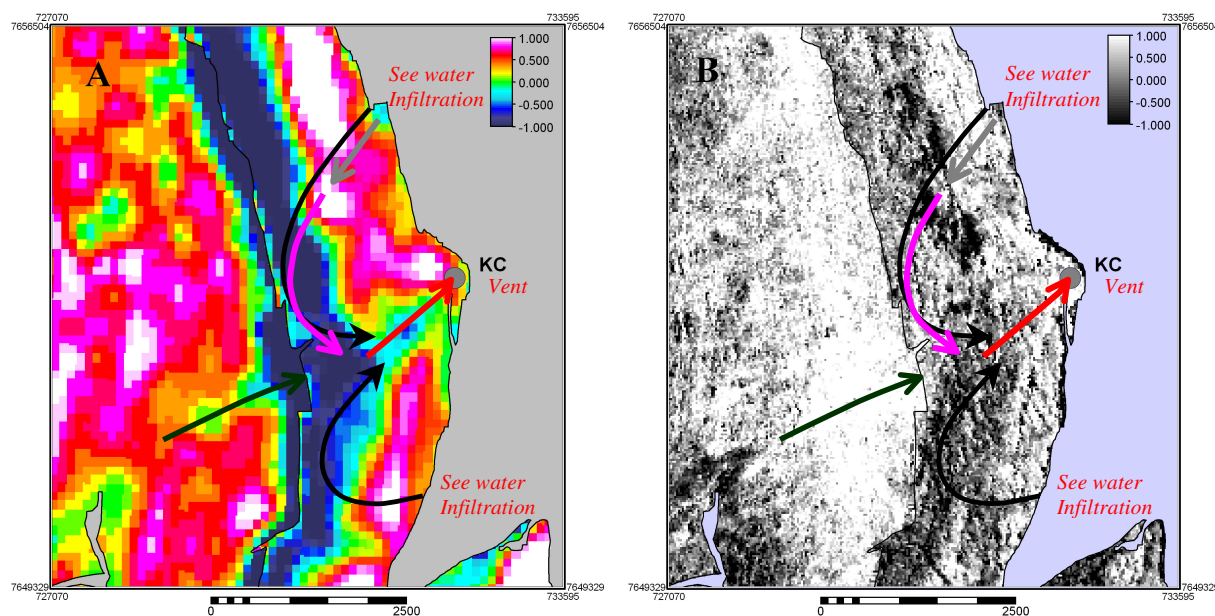 727070
733595
7656504
7656504
A
1.000
0.500
0.000
-0.500
-1.000
See water
Infiltration
KC
Vent
See water
Infiltration
7649329
7649329
727070
733595
0
2500
727070
733595
7656504
7656504
B
1.000
0.500
0.000
-0.500
-1.000
See water
Infiltration
KC
Vent
See water
Infiltration
7649329
7649329
727070
733595
0
2500